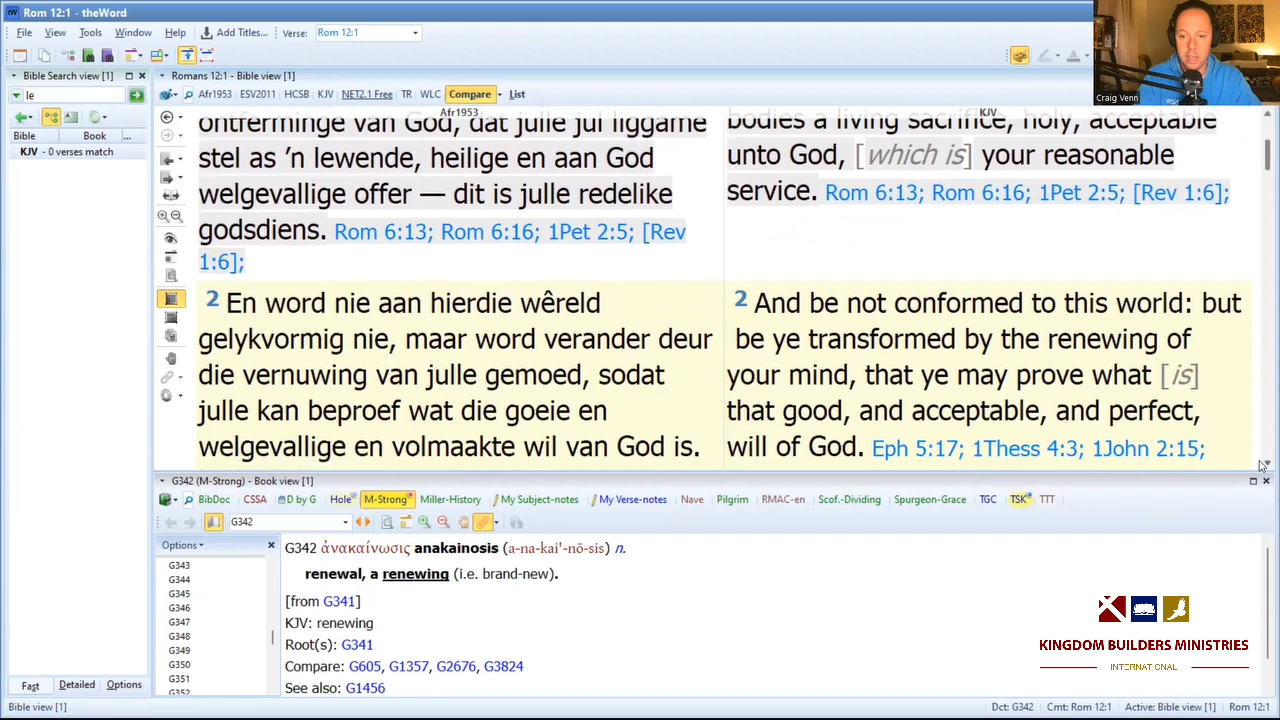 Rom 12:1 - theWord
File View Tools Window Help Add Titles... Verse: Rom 12:1
Bible Search view [1]
le
Bible Book ...
KJV - 0 verses match
Fast Detailed Options
Romans 12:1 - Bible view [1]
Afr1953 ESV2011 HCSB KJV NET2.1 Free TR WLC Compare List
Afr1953
ontferminge van God, dat julle jul liggame
stel as ’n lewende, heilige en aan God
welgevallige offer — dit is julle redelike
godsdiens. Rom 6:13; Rom 6:16; 1Pet 2:5; [Rev
1:6];
2 En word nie aan hierdie wêreld
gelykvormig nie, maar word verander deur
die vernuwing van julle gemoed, sodat
julle kan beproef wat die goeie en
welgevallige en volmaakte wil van God is.
KJV
bodies a living sacrifice, holy, acceptable
unto God, [which is] your reasonable
service. Rom 6:13; Rom 6:16; 1Pet 2:5; [Rev 1:6];
2 And be not conformed to this world: but
be ye transformed by the renewing of
your mind, that ye may prove what [is]
that good, and acceptable, and perfect,
will of God. Eph 5:17; 1Thess 4:3; 1John 2:15;
Craig Venn
G342 (M-Strong) - Book view [1]
BibDoc CSSA D by G Hole M-Strong Miller-History My Subject-notes My Verse-notes Nave Pilgrim RMAC-en Scof.-Dividing Spurgeon-Grace TGC TSK TTT
G342
Options
G343
G344
G345
G346
G347
G348
G349
G350
G351
G352
G342 ἀνακαίνωσις anakainosis (a-na-kai'-nō-sis) n.
renewal, a renewing (i.e. brand-new).
[from G341]
KJV: renewing
Root(s): G341
Compare: G605, G1357, G2676, G3824
See also: G1456
KINGDOM BUILDERS MINISTRIES
INTERNATIONAL
Bible view [1] Dct: G342 Cmt: Rom 12:1 Active: Bible view [1] Rom 12:1